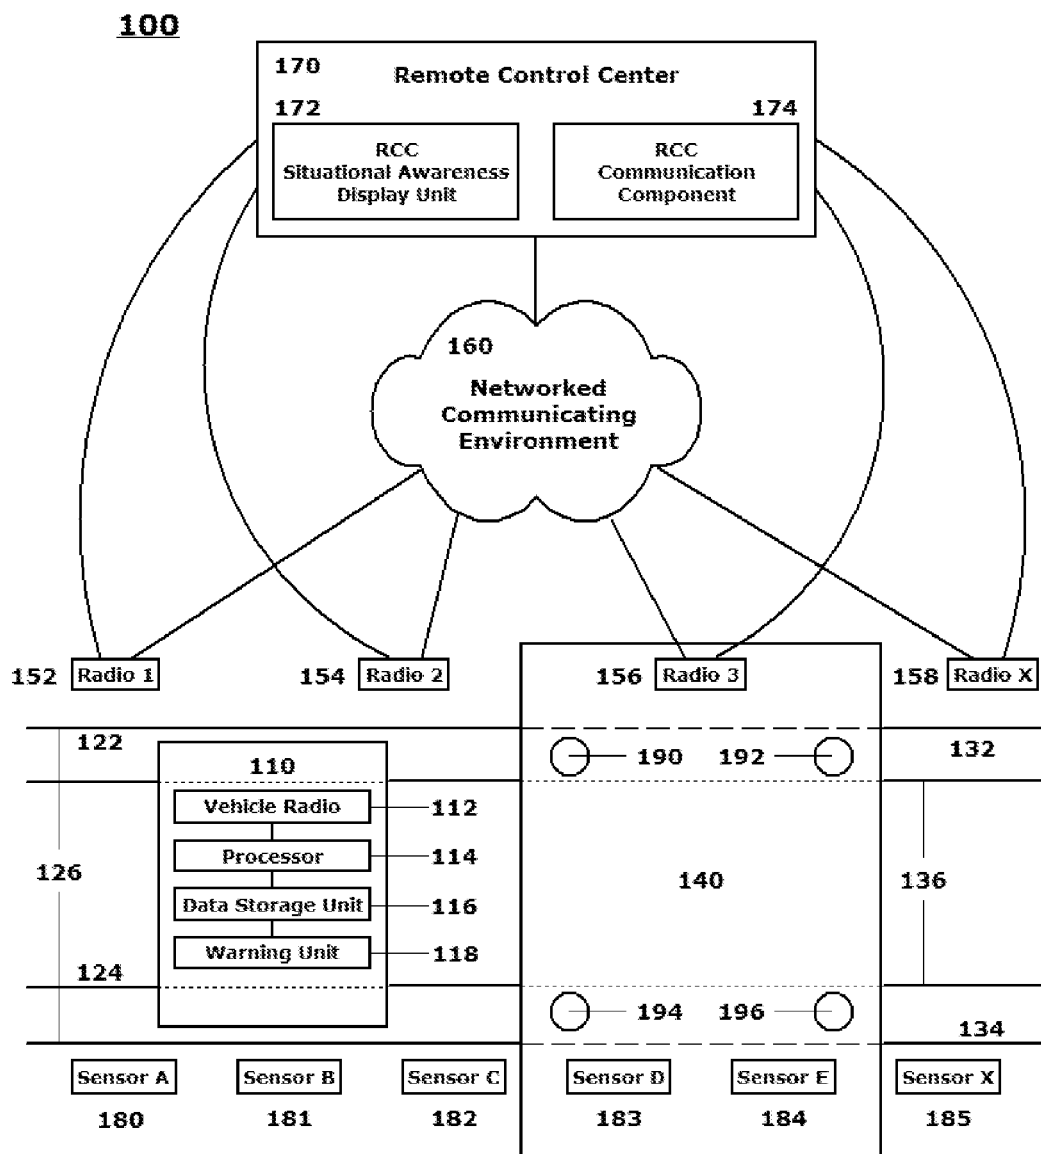 100
170
Remote Control Center
172
174
RCC
Situational Awareness
Display Unit
RCC
Communication
Component
160
Networked
Communicating
Environment
152
Radio 1
154
Radio 2
156
Radio 3
158
Radio X
122
110
190
192
132
Vehicle Radio
112
Processor
114
126
140
136
Data Storage Unit
116
Warning Unit
118
124
194
196
134
Sensor A
Sensor B
Sensor C
Sensor D
Sensor E
Sensor X
180
181
182
183
184
185